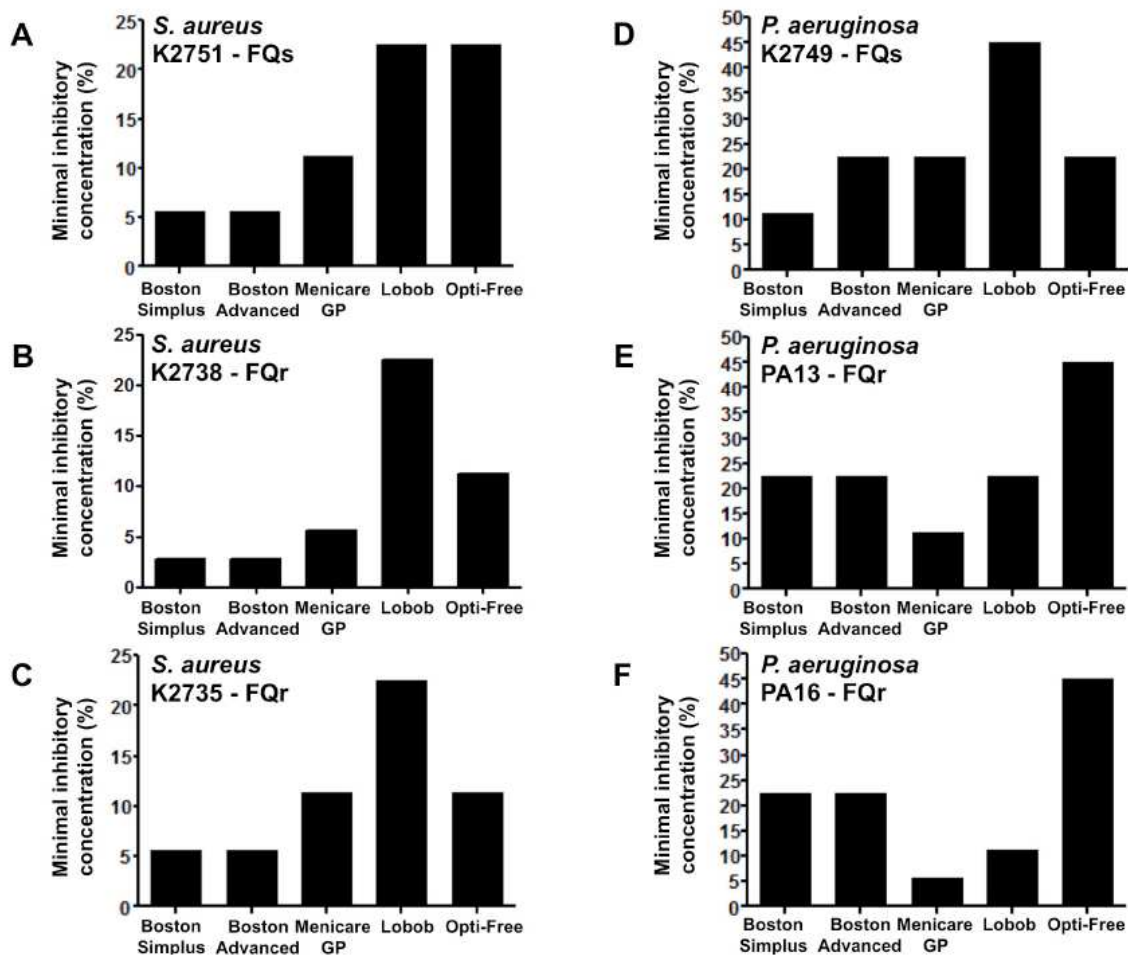 A
S. aureus
K2751 - FQs
Minimal inhibitory
concentration (%)
25
20
15
10
5
0
Boston
Simplus
Boston
Advanced
Menicare
GP
Lobob
Opti-Free
B
S. aureus
K2738 - FQr
Minimal inhibitory
concentration (%)
25
20
15
10
5
0
Boston
Simplus
Boston
Advanced
Menicare
GP
Lobob
Opti-Free
C
S. aureus
K2735 - FQr
Minimal inhibitory
concentration (%)
25
20
15
10
5
0
Boston
Simplus
Boston
Advanced
Menicare
GP
Lobob
Opti-Free
D
P. aeruginosa
K2749 - FQs
Minimal inhibitory
concentration (%)
50
45
40
35
30
25
20
15
10
5
0
Boston
Simplus
Boston
Advanced
Menicare
GP
Lobob
Opti-Free
E
P. aeruginosa
PA13 - FQr
Minimal inhibitory
concentration (%)
50
45
40
35
30
25
20
15
10
5
0
Boston
Simplus
Boston
Advanced
Menicare
GP
Lobob
Opti-Free
F
P. aeruginosa
PA16 - FQr
Minimal inhibitory
concentration (%)
50
45
40
35
30
25
20
15
10
5
0
Boston
Simplus
Boston
Advanced
Menicare
GP
Lobob
Opti-Free